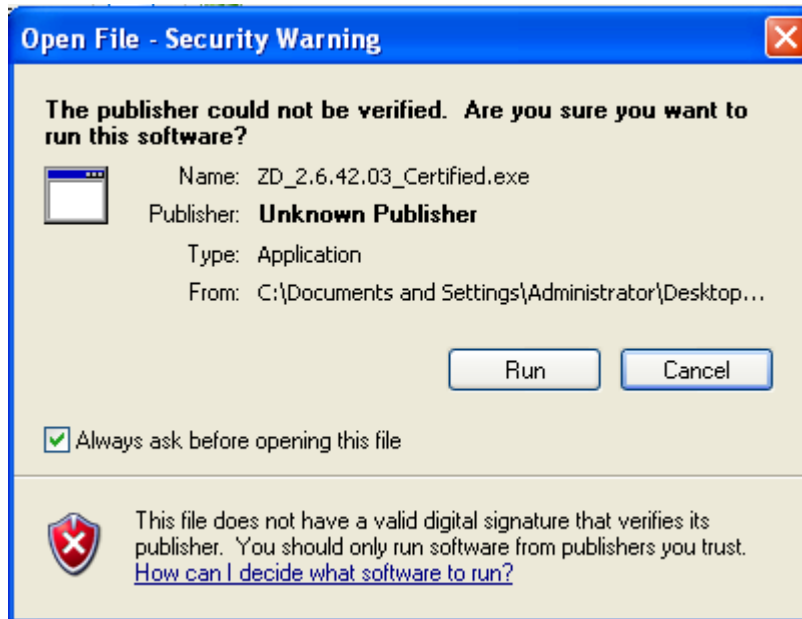 Open File - Security Warning
The publisher could not be verified.  Are you sure you want to
run this software?
Name: ZD_2.6.42.03_Certified.exe
Publisher: Unknown Publisher
Type: Application
From: C:\Documents and Settings\Administrator\Desktop...
Run Cancel
Always ask before opening this file
This file does not have a valid digital signature that verifies its
publisher.  You should only run software from publishers you trust.
How can I decide what software to run?